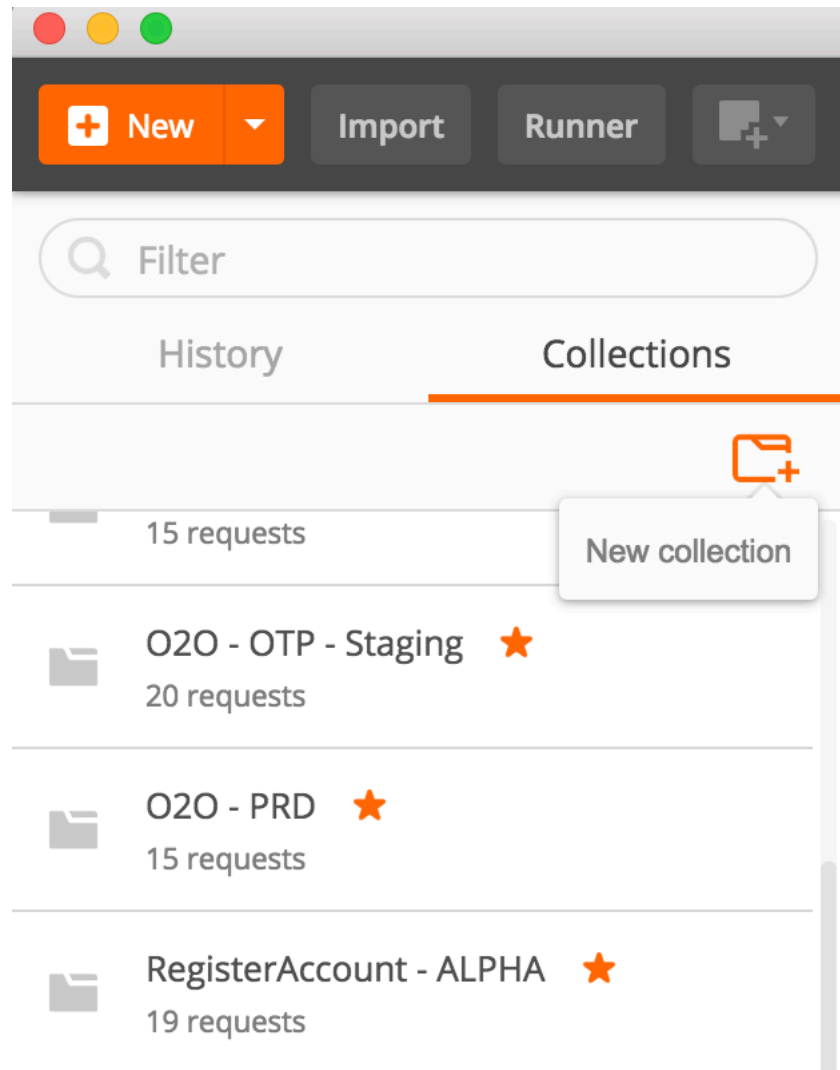 New
Import
Runner
Filter
History
Collections
15 requests
New collection
O2O - OTP - Staging
20 requests
O2O - PRD
15 requests
RegisterAccount - ALPHA
19 requests